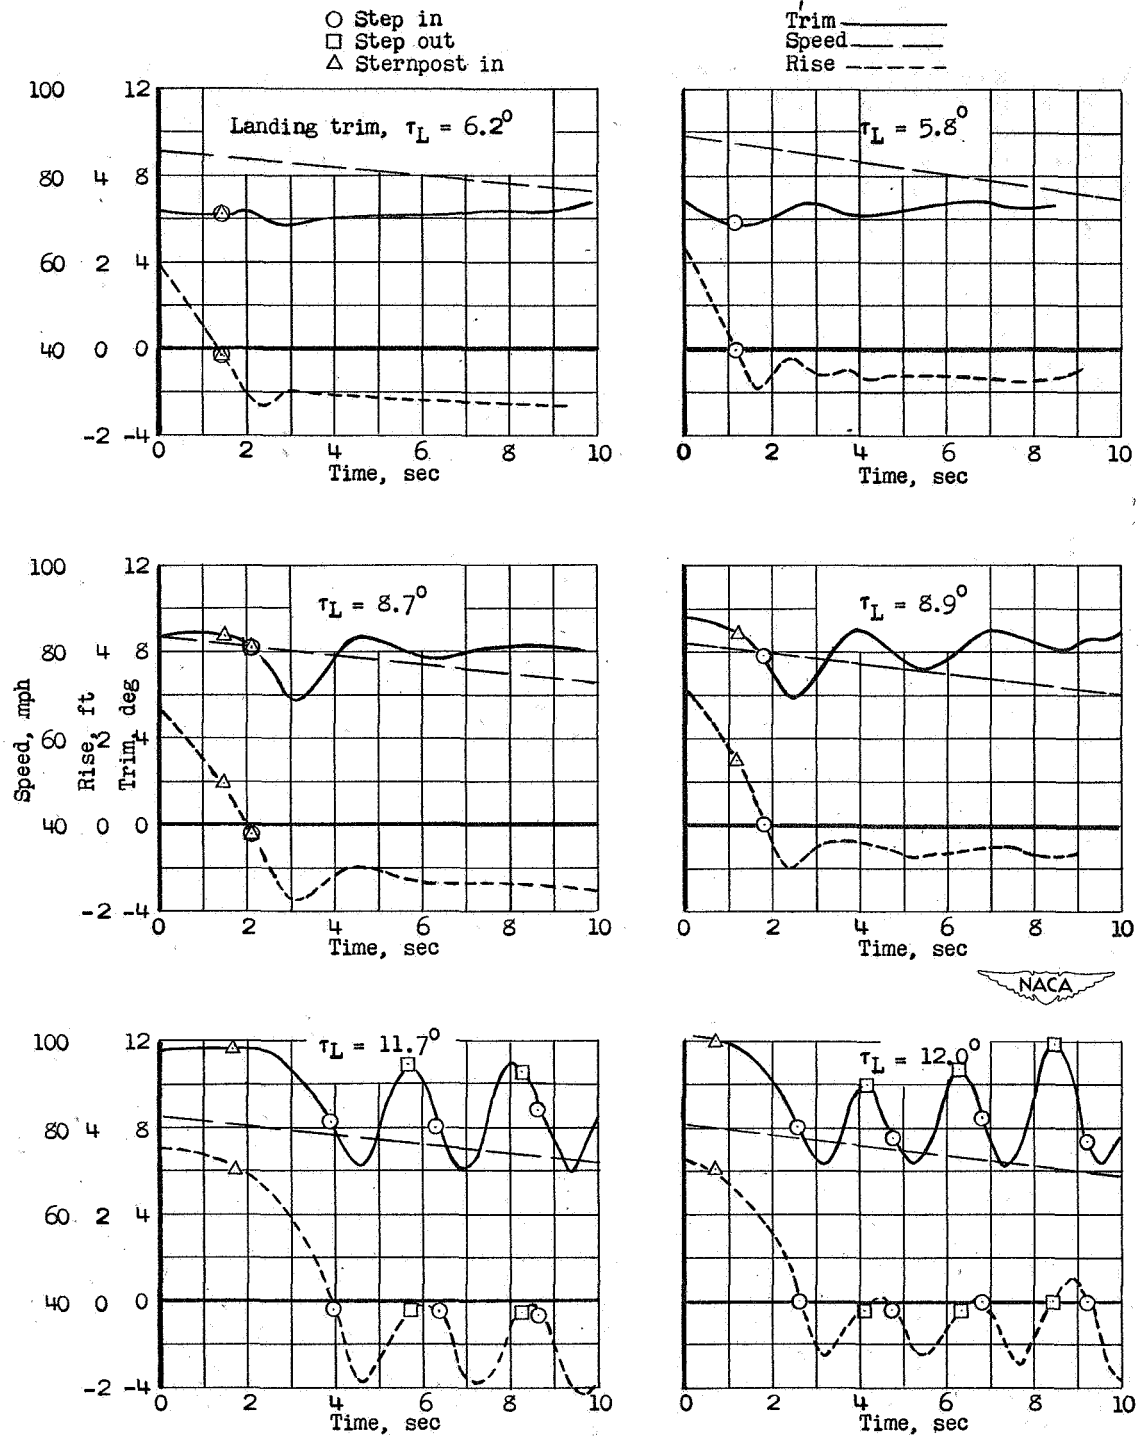 ○ Step in
□ Step out
△ Sternpost in
Trim
Speed
Rise
100 12
80 4 8
60 2 4
40 0 0
-2 -4
Landing trim, τL = 6.2°
0 2 4 6 8 10
Time, sec
τL = 5.8°
0 2 4 6 8 10
Time, sec
Speed, mph
Rise, ft
Trim, deg
100 12
80 4 8
60 2 4
40 0 0
-2 -4
τL = 8.7°
0 2 4 6 8 10
Time, sec
τL = 8.9°
0 2 4 6 8 10
Time, sec
NACA
100 12
80 4 8
60 2 4
40 0 0
-2 -4
τL = 11.7°
0 2 4 6 8 10
Time, sec
τL = 12.0°
0 2 4 6 8 10
Time, sec